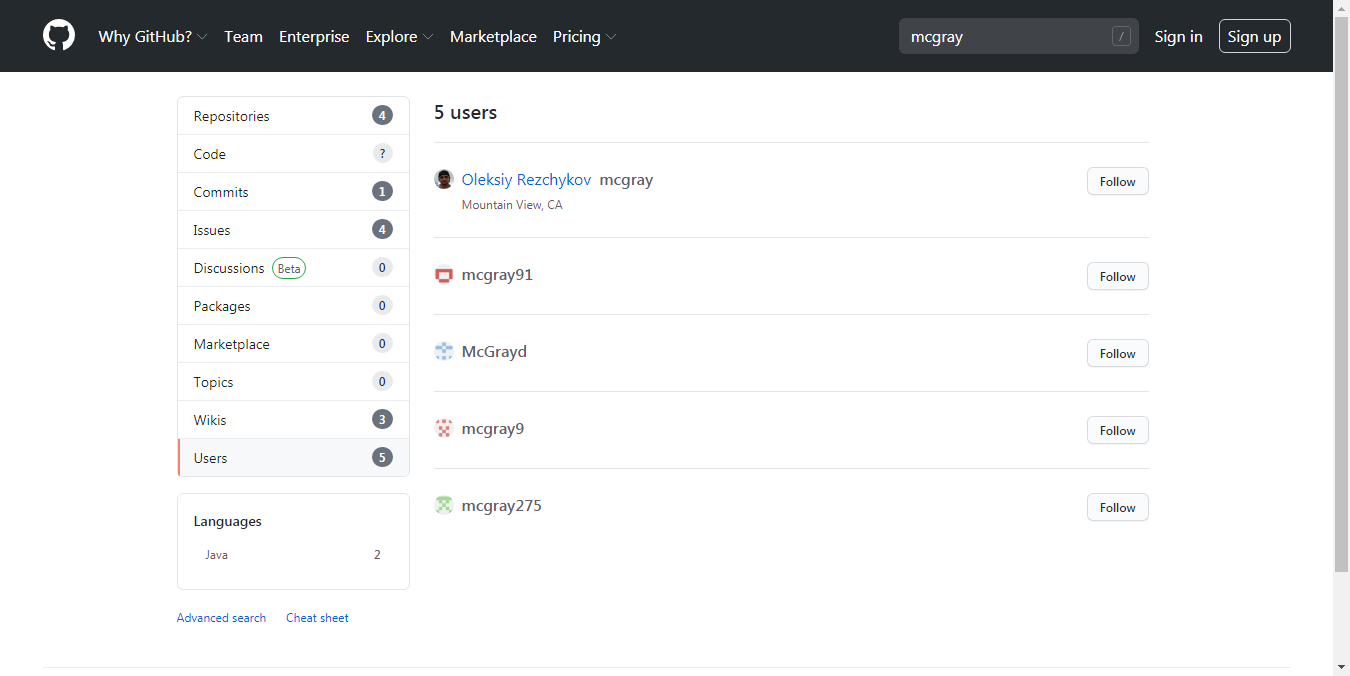 Why GitHub? Team Enterprise Explore Marketplace Pricing mcgray / Sign in Sign up
Repositories 4
Code ?
Commits 1
Issues 4
Discussions Beta 0
Packages 0
Marketplace 0
Topics 0
Wikis 3
Users 5
Languages
Java 2
Advanced search Cheat sheet
5 users
Oleksiy Rezchykov mcgray Follow
Mountain View, CA
mcgray91 Follow
McGrayd Follow
mcgray9 Follow
mcgray275 Follow